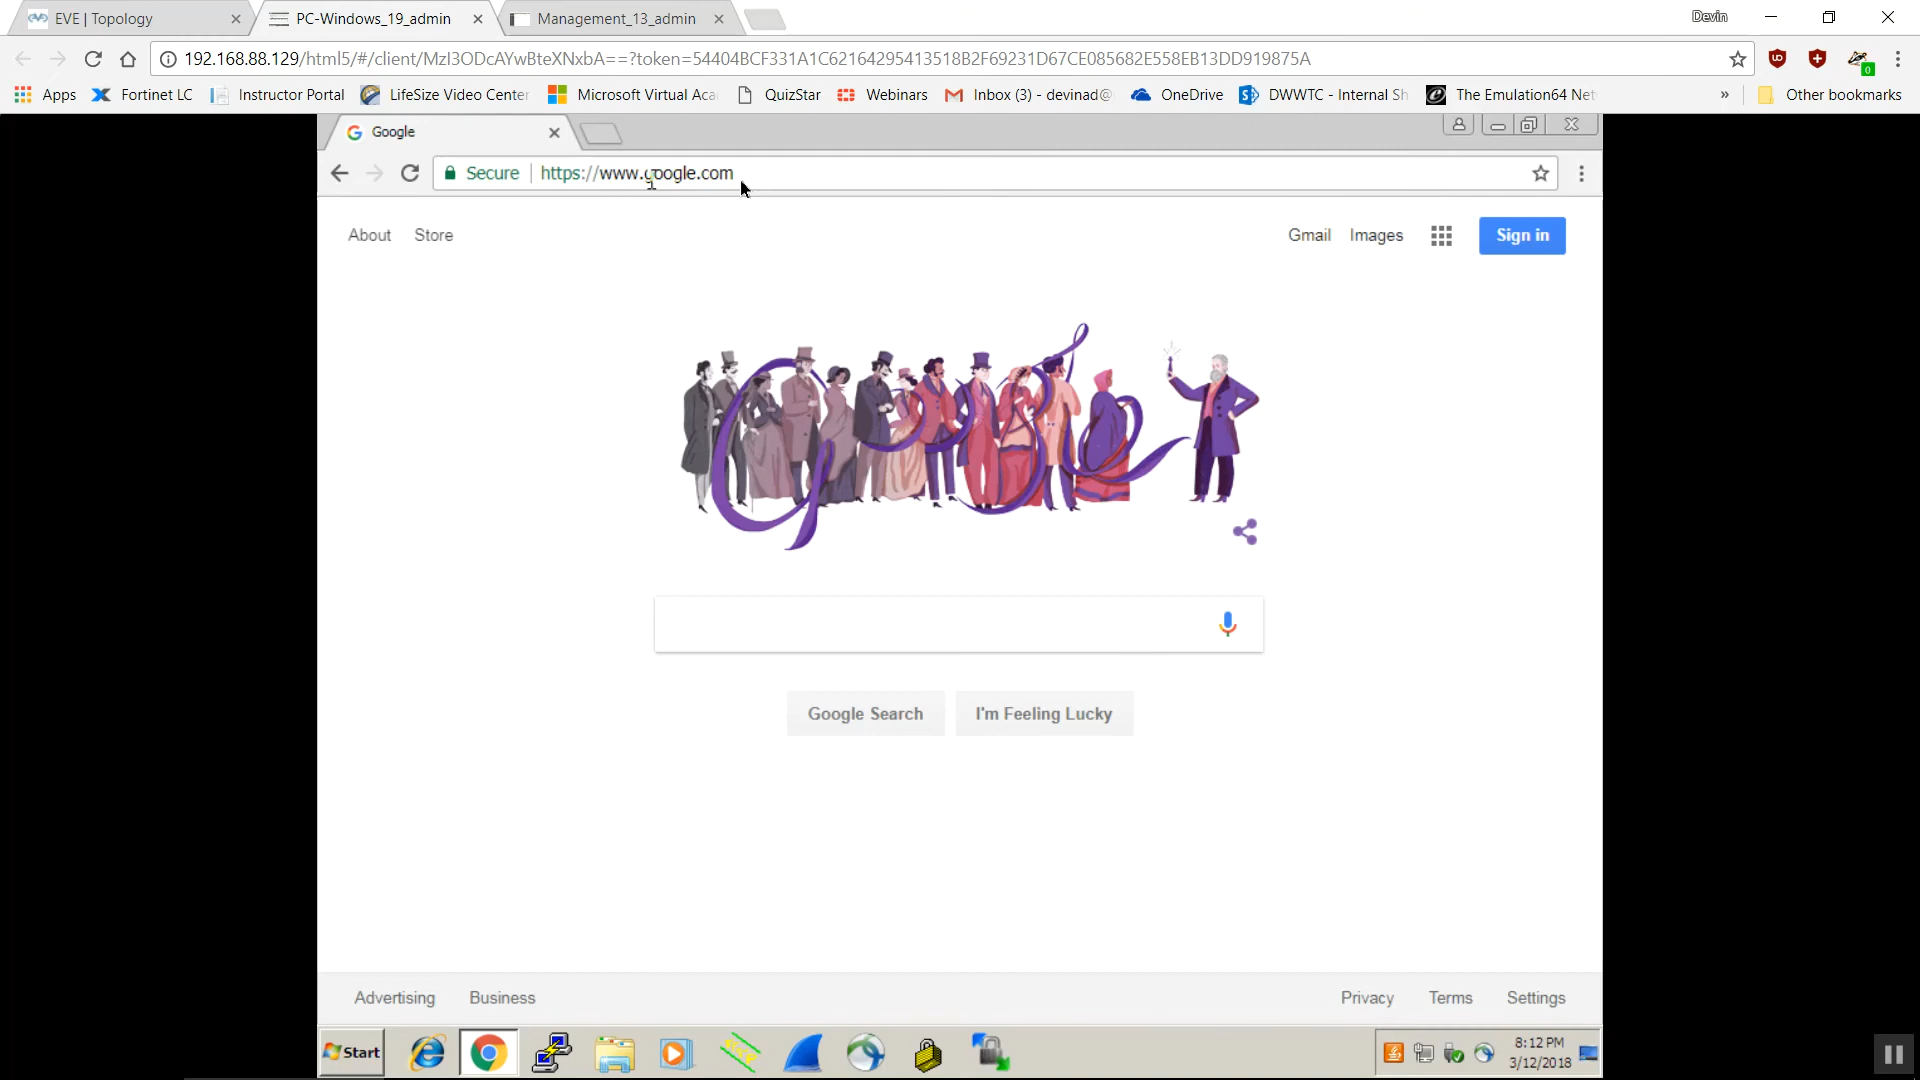 EVE | Topology
PC-Windows_19_admin
Management_13_admin
Devin
192.168.88.129/html5/#/client/MzI3ODcAYwBteXNxbA==?token=54404BCF331A1C62164295413518B2F69231D67CE085682E558EB13DD919875A
0
Apps
Fortinet LC
Instructor Portal
LifeSize Video Center
Microsoft Virtual Aca
QuizStar
Webinars
Inbox (3) - devinad@
OneDrive
DWWTC - Internal Sh
The Emulation64 Net
»
Other bookmarks
Google
Secure | https://www.google.com
About
Store
Gmail
Images
Sign in
Google
Google Search
I'm Feeling Lucky
Advertising
Business
Privacy
Terms
Settings
Start
8:12 PM
3/12/2018